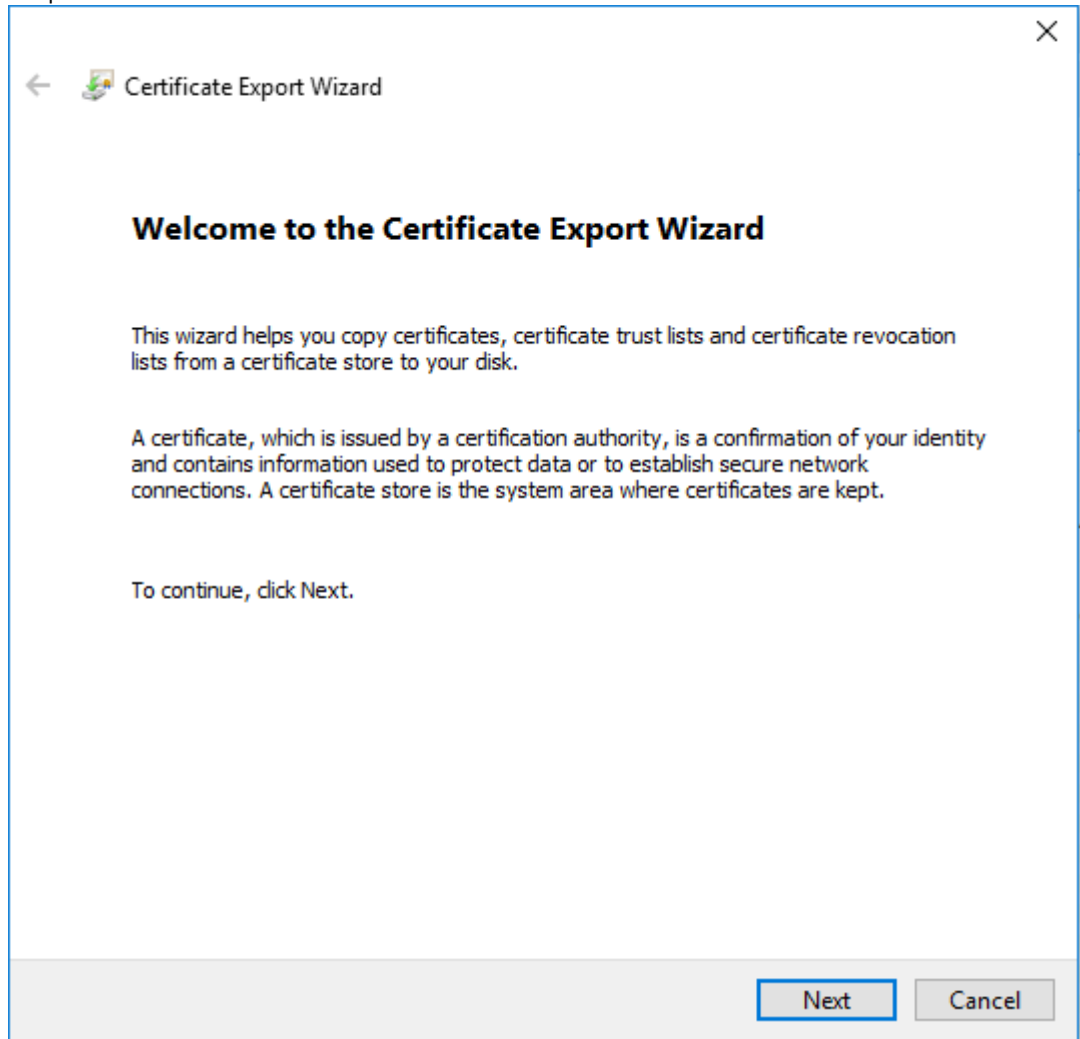 Certificate Export Wizard
Welcome to the Certificate Export Wizard
This wizard helps you copy certificates, certificate trust lists and certificate revocation
lists from a certificate store to your disk.
A certificate, which is issued by a certification authority, is a confirmation of your identity
and contains information used to protect data or to establish secure network
connections. A certificate store is the system area where certificates are kept.
To continue, click Next.
Next Cancel